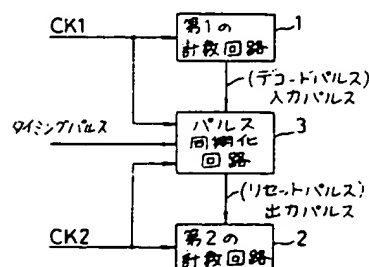 CK1
第1の
計数回路
1
(デコードパルス)
入力パルス
タイミングパルス
パルス
同期化
回路
3
(リセットパルス)
出力パルス
CK2
第2の
計数回路
2